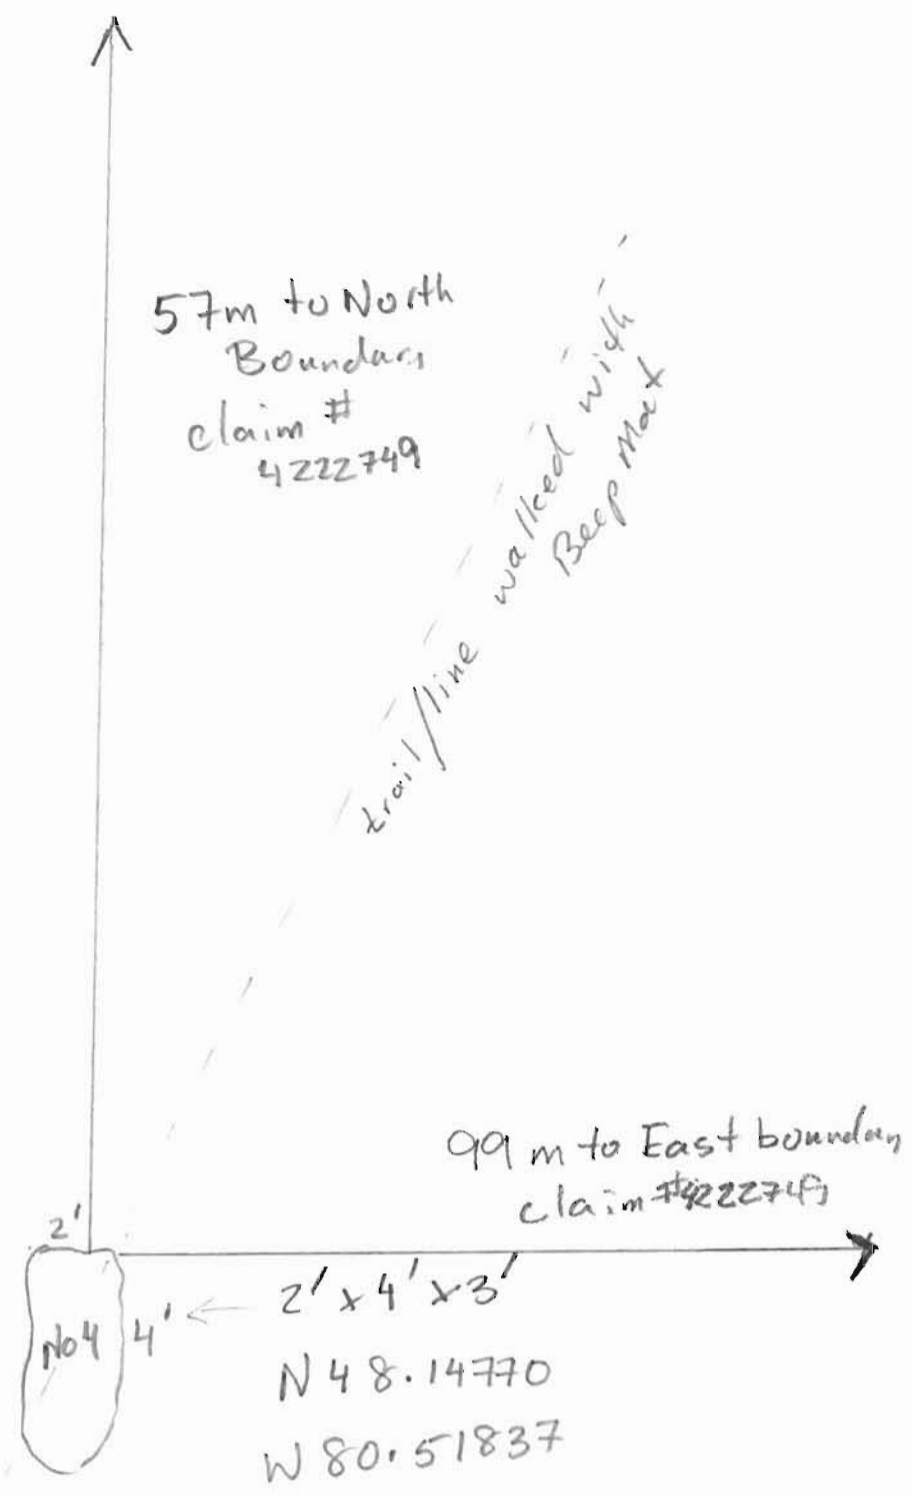 57m to North
Boundary
claim #
4222749
trail/line walked with
Beep Mat
99 m to East boundary
claim #4222749
2'
No4
4'
2' x 4' x 3'
N 48.14770
W 80.51837